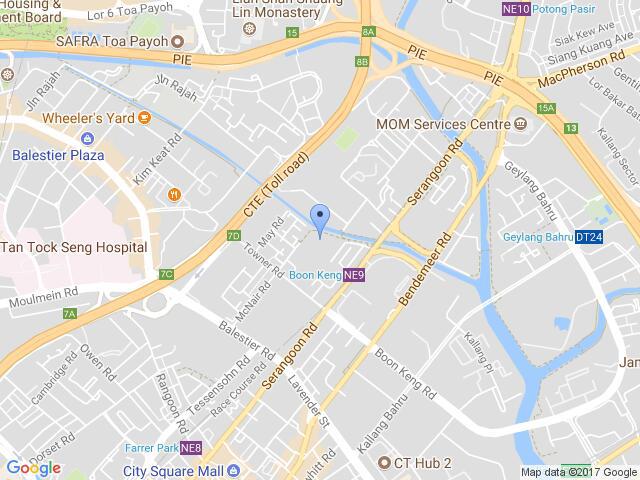 Housing &
ment Board
Lor 6 Toa Payoh
Lin Monastery
NE10
Potong Pasir
SAFRA Toa Payoh
PIE
15
8A
8B
PIE
PIE
Siak Kew Ave
Siang Kuang Ave
MacPherson Rd
Jln Rajah
Jln Rajah
Wheeler's Yard
Balestier Plaza
Kim Keat Rd
MOM Services Centre
15A
13
Lor Bakar Batu
Kallang Sector
CTE (Toll road)
Serangoon Rd
Geylang Bahru
Tan Tock Seng Hospital
7D
May Rd
Geylang Bahru
DT24
7C
Towner Rd
Boon Keng
NE9
Bendemeer Rd
Moulmein Rd
7A
McNair Rd
Balestier Rd
Serangoon Rd
Kallang Pl
Owen Rd
Cambridge Rd
Boon Keng Rd
Jan
Tessensohn Rd
Race Course Rd
Rangoon Rd
Lavender St
Kallang Bahru
Dorset Rd
Farrer Park
NE8
City Square Mall
whitt Rd
CT Hub 2
Google
Map data ©2017 Google